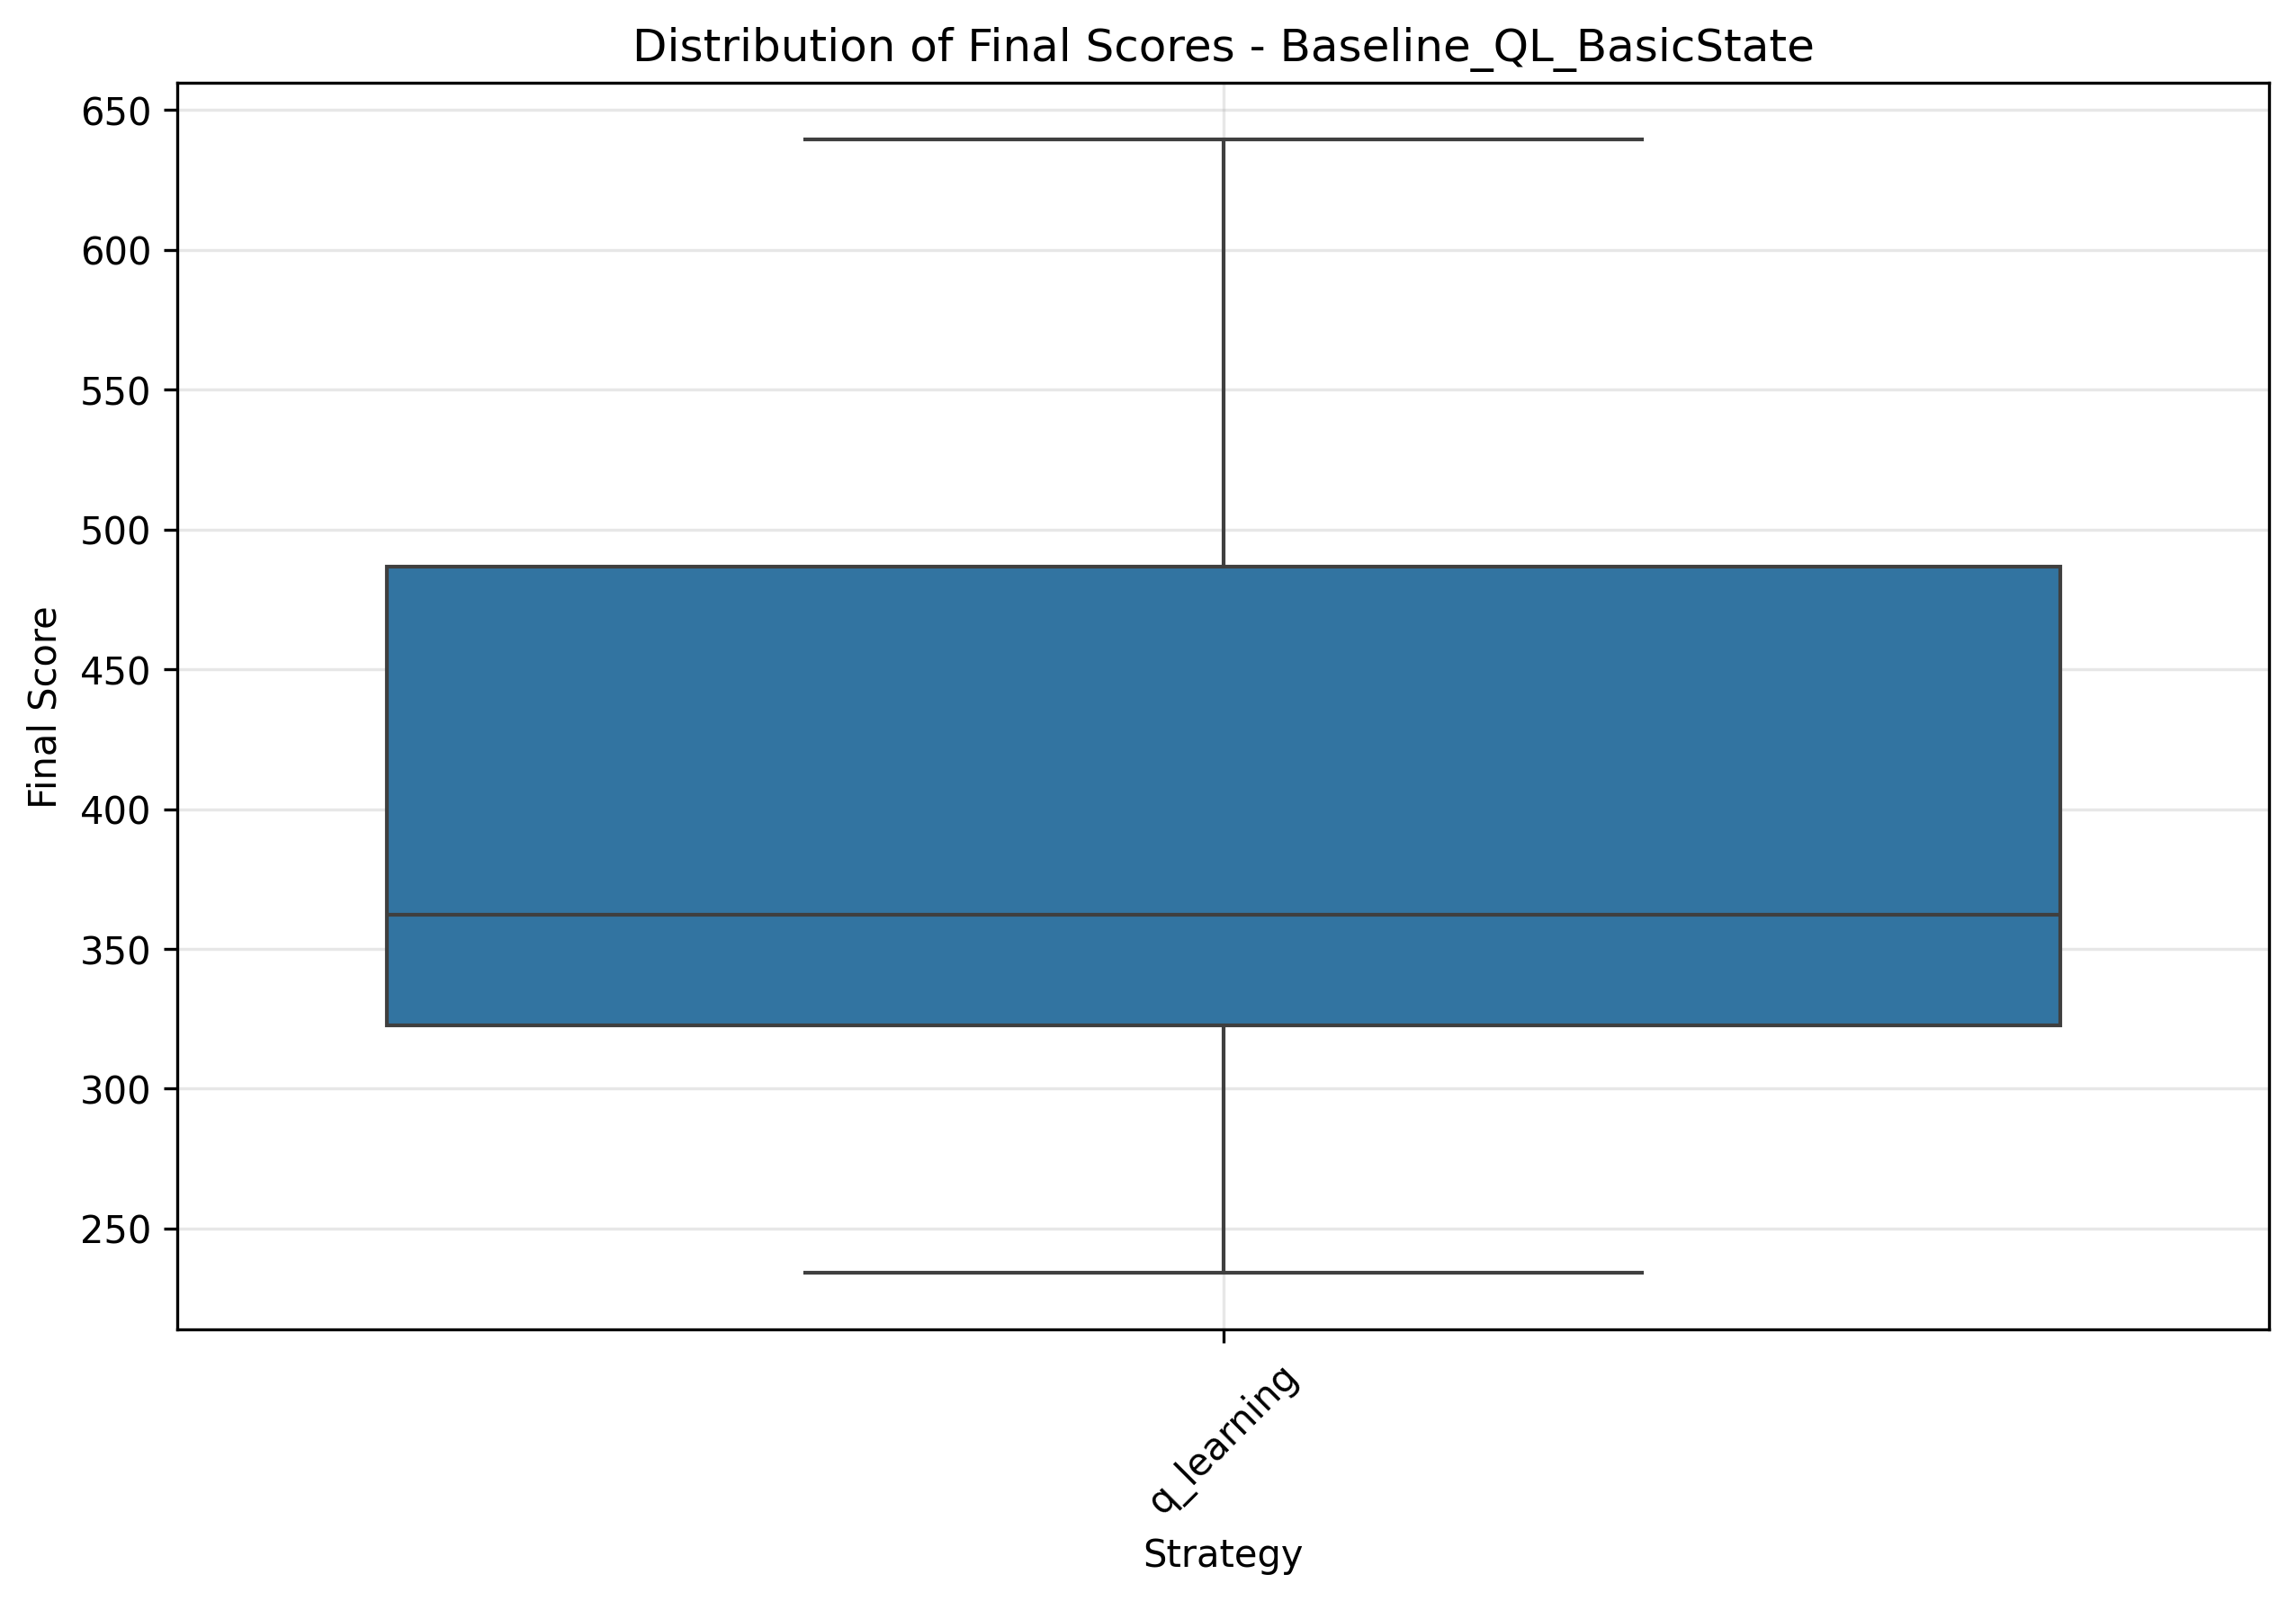 Distribution of Final Scores - Baseline_QL_BasicState
650
600
550
500
450
400
350
300
250
Final Score
q_learning
Strategy